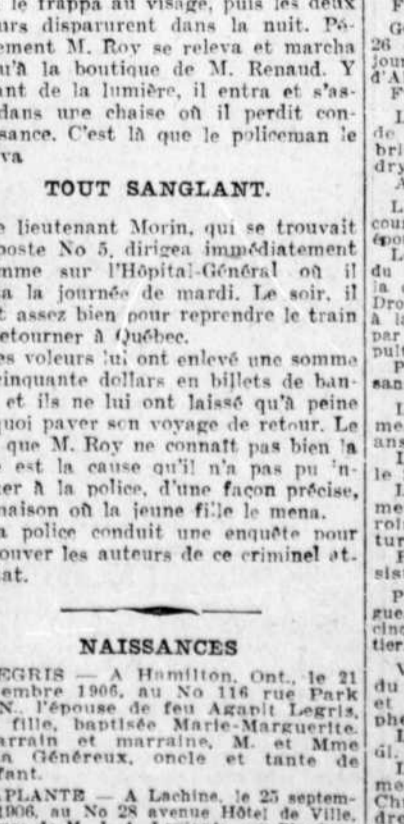 le frappa au visage, puis les deux
urs disparurent dans la nuit. Pé-
ement M. Roy se releva et marcha
u'à la boutique de M. Renaud. Y
ant de la lumière, il entra et s'as-
dans une chaise où il perdit con-
sance. C'est là que le policeman le
va
TOUT SANGLANT.
e lieutenant Morin, qui se trouvait
poste No 5, dirigea immédiatement
mme sur l'Hôpital-Général où il
a la journée de mardi. Le soir, il
t assez bien pour reprendre le train
etourner à Québec.
es voleurs lui ont enlevé une somme
inquante dollars en billets de ban-
et ils ne lui ont laissé qu'à peine
uoi payer son voyage de retour. Le
que M. Roy ne connaît pas bien la
est la cause qu'il n'a pas pu 'n-
er à la police, d'une façon précise,
maison où la jeune fille le mena.
a police conduit une enquête pour
ouver les auteurs de ce criminel at-
at.
NAISSANCES
EGRIS — A Hamilton, Ont., le 21
embre 1906, au No 116 rue Park
N., l'épouse de feu Agapit Legris,
fille, baptisée Marie-Marguerite.
arrain et marraine, M. et Mme
a Généreux, oncle et tante de
fant.
APLANTE — A Lachine, le 25 septem-
1906, au No 28 avenue Hôtel de Ville,